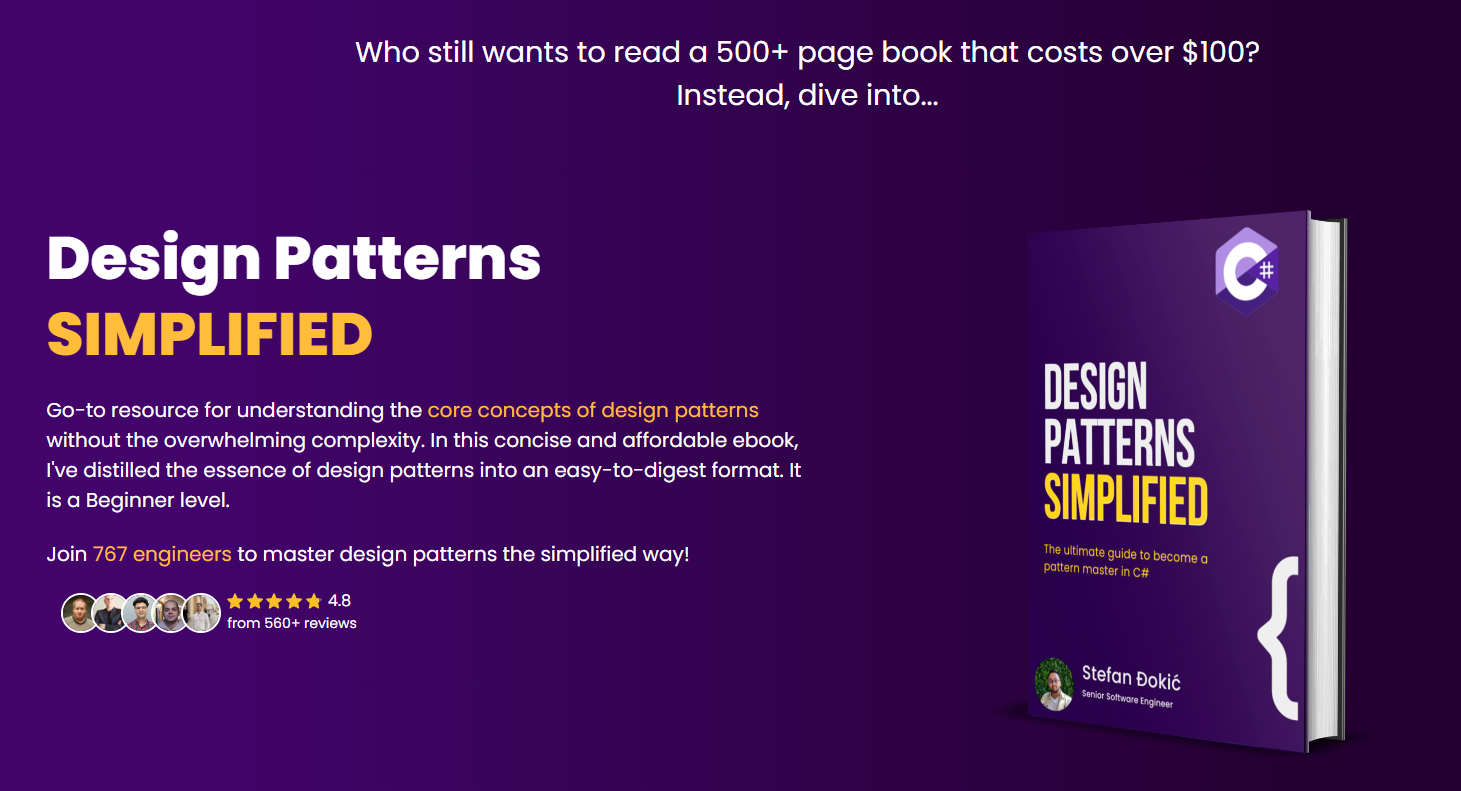 Who still wants to read a 500+ page book that costs over $100?
Instead, dive into...
Design Patterns
SIMPLIFIED
Go-to resource for understanding the core concepts of design patterns
without the overwhelming complexity. In this concise and affordable ebook,
I've distilled the essence of design patterns into an easy-to-digest format. It
is a Beginner level.
Join 767 engineers to master design patterns the simplified way!
4.8
from 560+ reviews
C#
DESIGN
PATTERNS
SIMPLIFIED
The ultimate guide to become a
pattern master in C#
{
Stefan Đokić
Senior Software Engineer